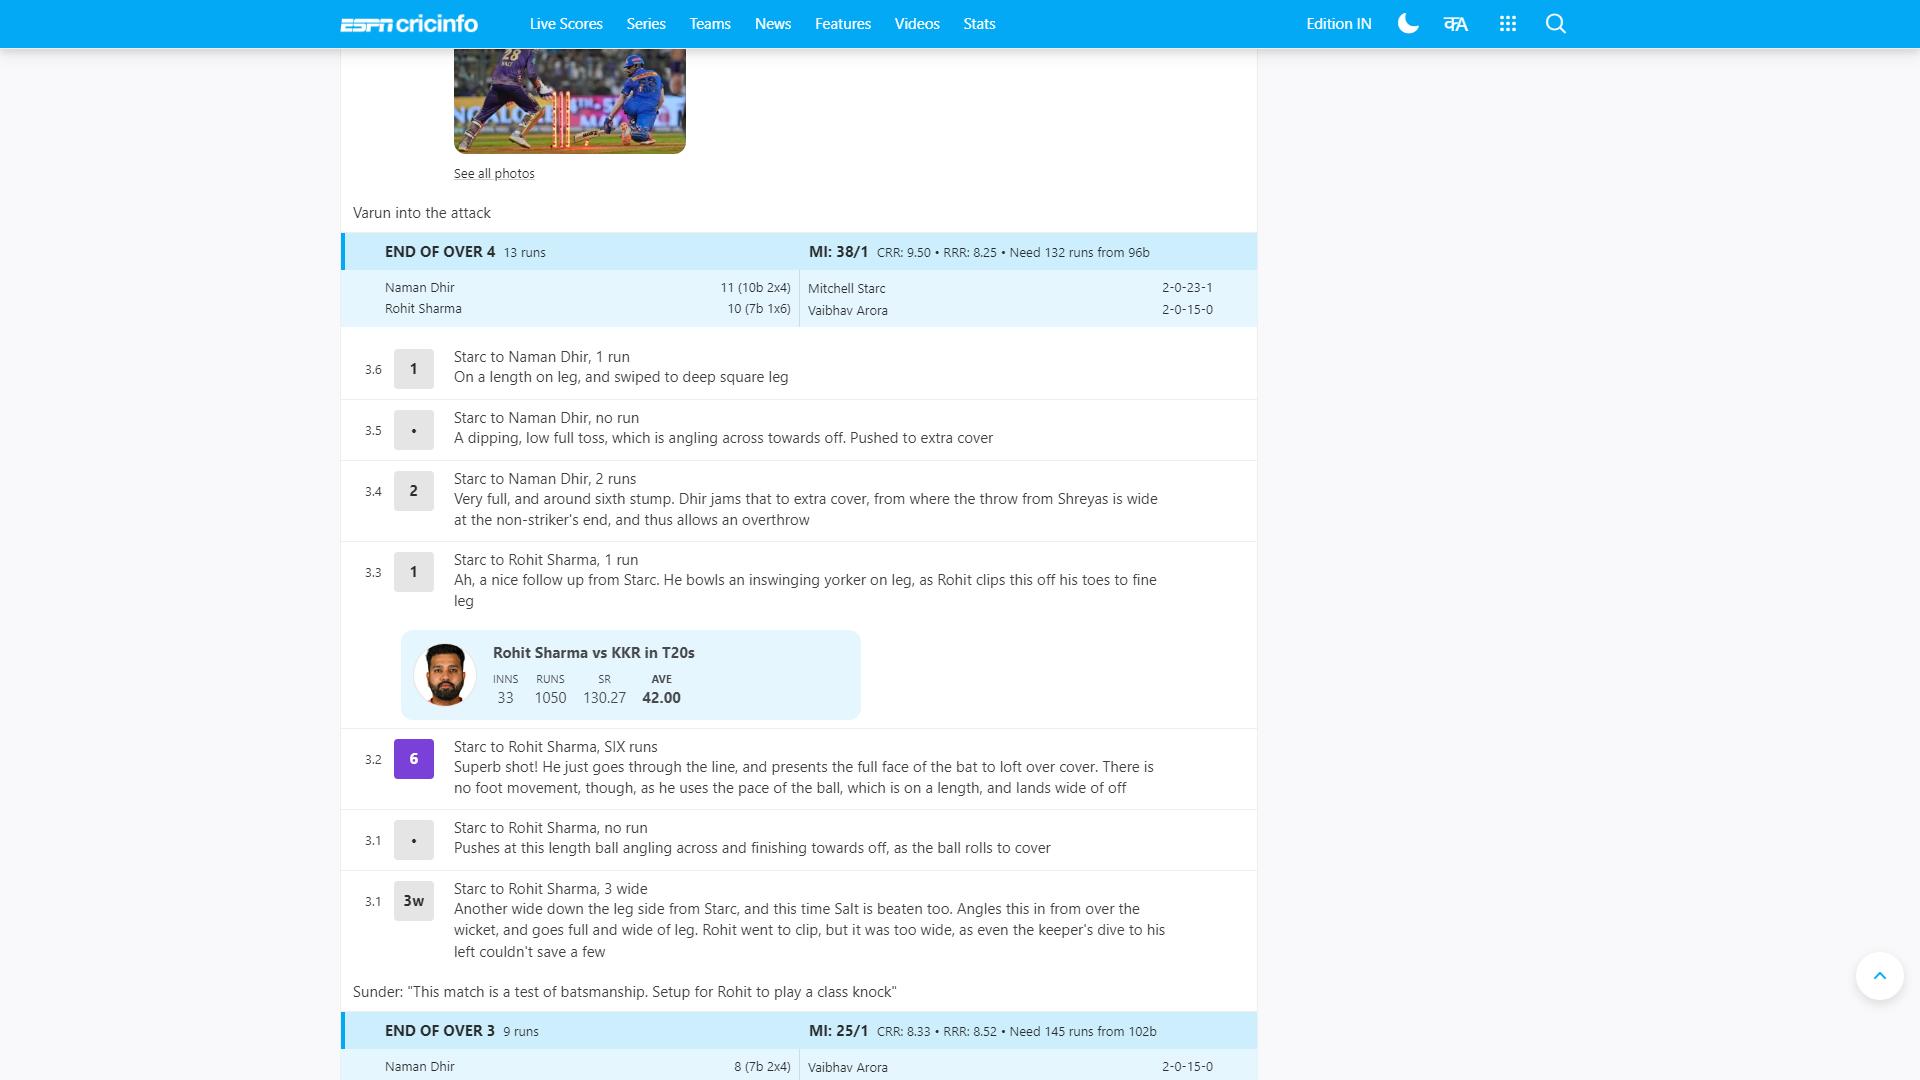 ESPN cricinfo Live Scores Series Teams News Features Videos Stats Edition IN कA
28
See all photos
Varun into the attack
END OF OVER 4 13 runs MI: 38/1 CRR: 9.50 • RRR: 8.25 • Need 132 runs from 96b
Naman Dhir 11 (10b 2x4) Mitchell Starc 2-0-23-1
Rohit Sharma 10 (7b 1x6) Vaibhav Arora 2-0-15-0
3.6 1 Starc to Naman Dhir, 1 run
On a length on leg, and swiped to deep square leg
3.5 • Starc to Naman Dhir, no run
A dipping, low full toss, which is angling across towards off. Pushed to extra cover
3.4 2 Starc to Naman Dhir, 2 runs
Very full, and around sixth stump. Dhir jams that to extra cover, from where the throw from Shreyas is wide
at the non-striker's end, and thus allows an overthrow
3.3 1 Starc to Rohit Sharma, 1 run
Ah, a nice follow up from Starc. He bowls an inswinging yorker on leg, as Rohit clips this off his toes to fine
leg
Rohit Sharma vs KKR in T20s
INNS RUNS SR AVE
33 1050 130.27 42.00
3.2 6 Starc to Rohit Sharma, SIX runs
Superb shot! He just goes through the line, and presents the full face of the bat to loft over cover. There is
no foot movement, though, as he uses the pace of the ball, which is on a length, and lands wide of off
3.1 • Starc to Rohit Sharma, no run
Pushes at this length ball angling across and finishing towards off, as the ball rolls to cover
3.1 3w Starc to Rohit Sharma, 3 wide
Another wide down the leg side from Starc, and this time Salt is beaten too. Angles this in from over the
wicket, and goes full and wide of leg. Rohit went to clip, but it was too wide, as even the keeper's dive to his
left couldn't save a few
Sunder: "This match is a test of batsmanship. Setup for Rohit to play a class knock"
END OF OVER 3 9 runs MI: 25/1 CRR: 8.33 • RRR: 8.52 • Need 145 runs from 102b
Naman Dhir 8 (7b 2x4) Vaibhav Arora 2-0-15-0